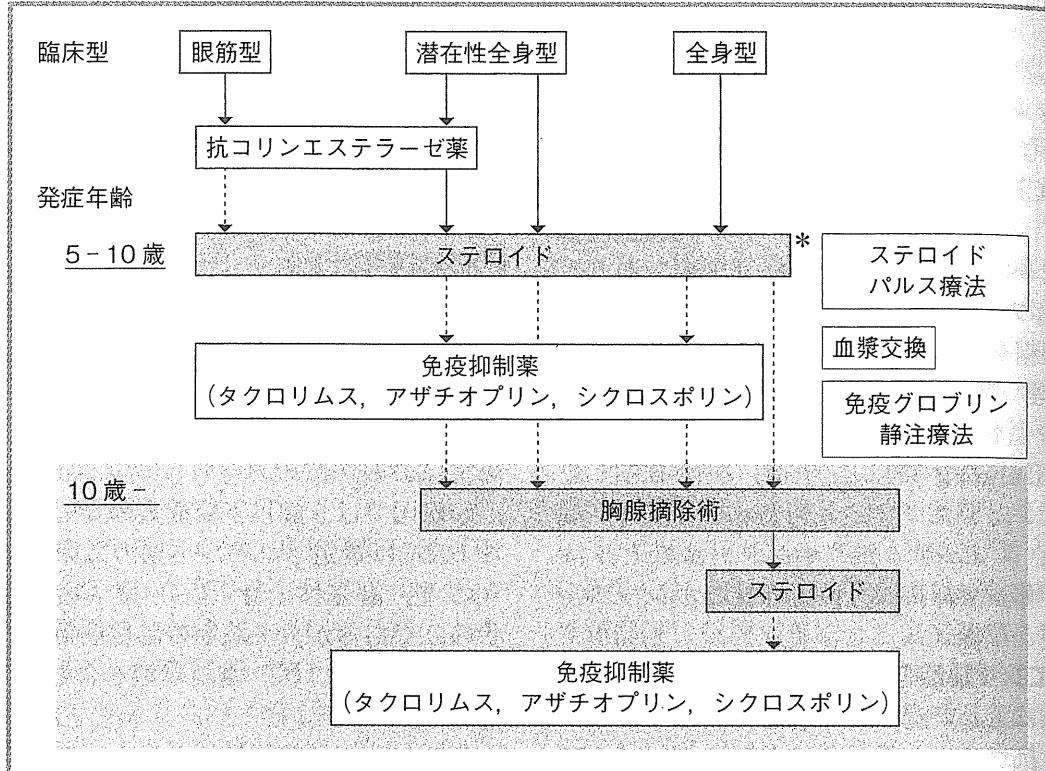 臨床型
眼筋型
潜在性全身型
全身型
抗コリンエステラーゼ薬
発症年齢
5-10歳
ステロイド
*
ステロイド
パルス療法
血漿交換
免疫グロブリン
静注療法
免疫抑制薬
(タクロリムス, アザチオプリン, シクロスポリン)
10歳-
胸腺摘除術
ステロイド
免疫抑制薬
(タクロリムス, アザチオプリン, シクロスポリン)